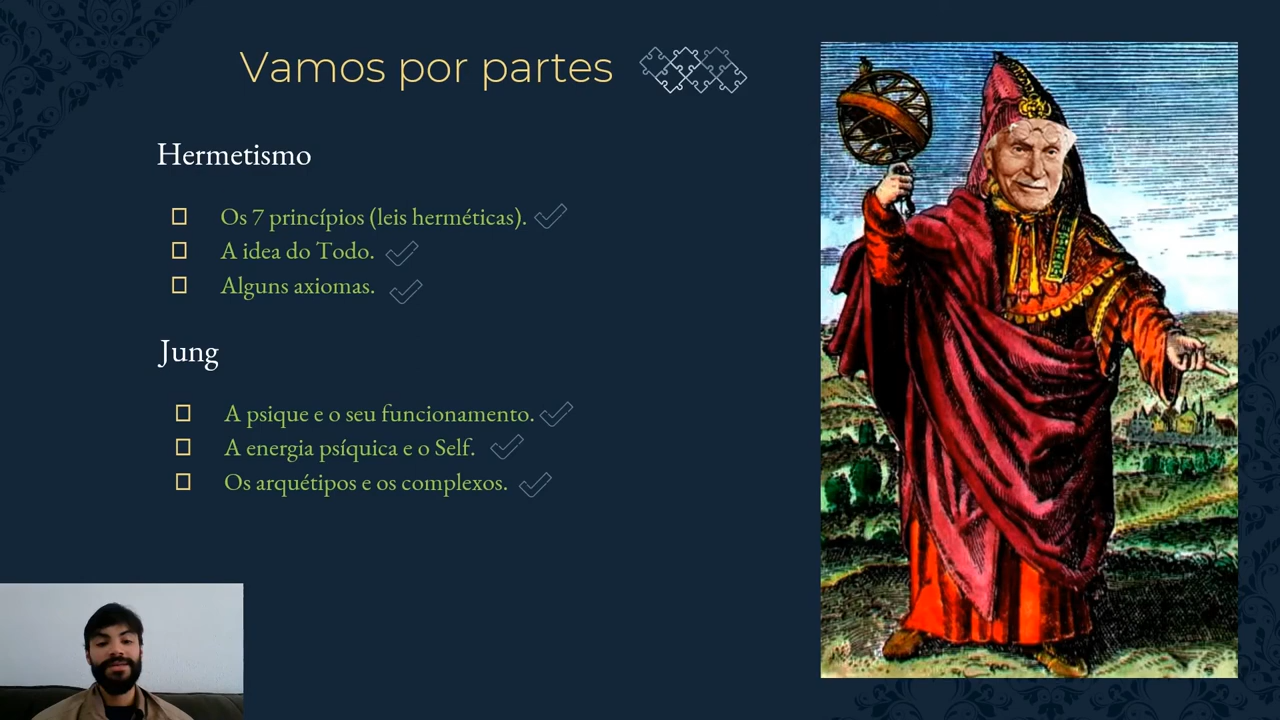 Vamos por partes
Hermetismo
Os 7 princípios (leis herméticas).
A idea do Todo.
Alguns axiomas.
Jung
A psique e o seu funcionamento.
A energia psíquica e o Self.
Os arquétipos e os complexos.